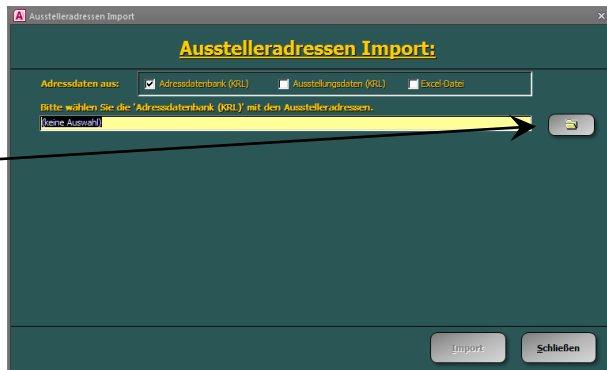 Ausstelleradressen Import
Ausstelleradressen Import:
Adressdaten aus: Adressdatenbank (KRL) Ausstellungsdaten (KRL) Excel-Datei
Bitte wählen Sie die 'Adressdatenbank (KRL)' mit den Ausstelleradressen.
(keine Auswahl)
Import Schließen